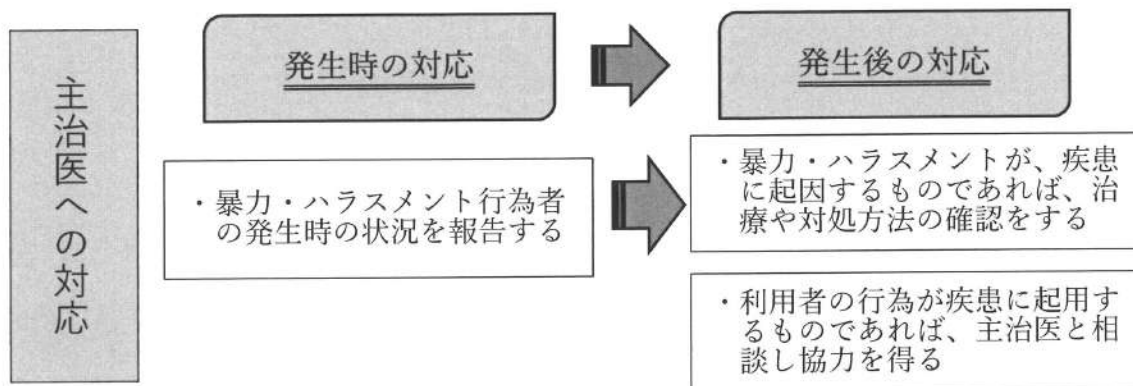 主治医への対応
発生時の対応
発生後の対応
・暴力・ハラスメント行為者
の発生時の状況を報告する
・暴力・ハラスメントが、疾患
に起因するものであれば、治
療や対処方法の確認をする
・利用者の行為が疾患に起用す
るものであれば、主治医と相
談し協力を得る